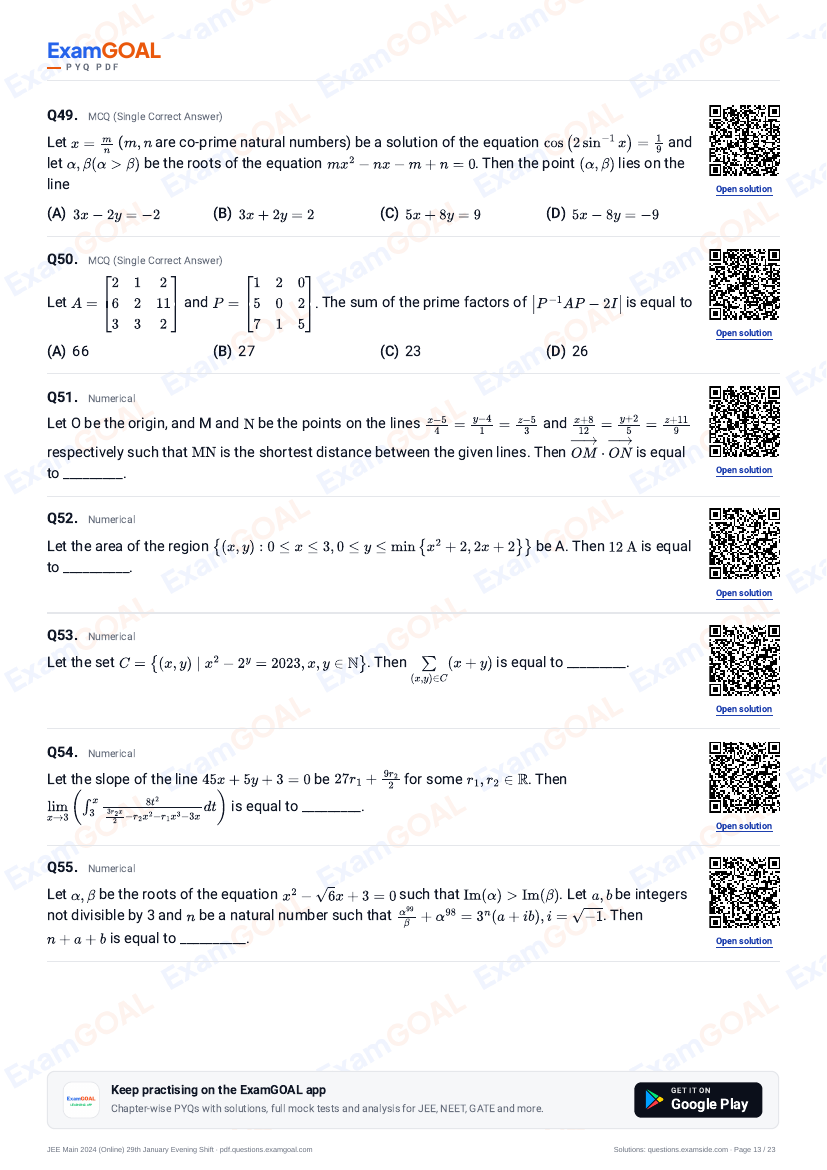 ExamGOAL
PYQ PDF
Q49. MCQ (Single Correct Answer)
Let x = m/n (m, n are co-prime natural numbers) be a solution of the equation cos (2 sin⁻¹ x) = 1/9 and
let α, β(α > β) be the roots of the equation mx² − nx − m + n = 0. Then the point (α, β) lies on the
line
(A) 3x − 2y = −2 (B) 3x + 2y = 2 (C) 5x + 8y = 9 (D) 5x − 8y = −9
Open solution
Q50. MCQ (Single Correct Answer)
Let A = [2 1 2; 6 2 11; 3 3 2] and P = [1 2 0; 5 0 2; 7 1 5]. The sum of the prime factors of |P⁻¹AP − 2I| is equal to
(A) 66 (B) 27 (C) 23 (D) 26
Open solution
Q51. Numerical
Let O be the origin, and M and N be the points on the lines (x−5)/4 = (y−4)/1 = (z−5)/3 and (x+8)/12 = (y+2)/5 = (z+11)/9
respectively such that MN is the shortest distance between the given lines. Then OM⃗ · ON⃗ is equal
to _________.
Open solution
Q52. Numerical
Let the area of the region {(x, y) : 0 ≤ x ≤ 3, 0 ≤ y ≤ min {x² + 2, 2x + 2}} be A. Then 12 A is equal
to __________.
Open solution
Q53. Numerical
Let the set C = {(x, y) | x² − 2ʸ = 2023, x, y ∈ ℕ}. Then ∑_{(x,y)∈C} (x + y) is equal to _________.
Open solution
Q54. Numerical
Let the slope of the line 45x + 5y + 3 = 0 be 27r₁ + 9r₂/2 for some r₁, r₂ ∈ ℝ. Then
lim_{x→3} (∫₃ˣ 8t²/(3r₂x/2 − r₂x² − r₁x³ − 3x) dt) is equal to _________.
Open solution
Q55. Numerical
Let α, β be the roots of the equation x² − √6x + 3 = 0 such that Im(α) > Im(β). Let a, b be integers
not divisible by 3 and n be a natural number such that α⁹⁹/β + α⁹⁸ = 3ⁿ(a + ib), i = √−1. Then
n + a + b is equal to __________.
Open solution
Keep practising on the ExamGOAL app
Chapter-wise PYQs with solutions, full mock tests and analysis for JEE, NEET, GATE and more.
GET IT ON
Google Play
JEE Main 2024 (Online) 29th January Evening Shift · pdf.questions.examgoal.com
Solutions: questions.examside.com · Page 13 / 23